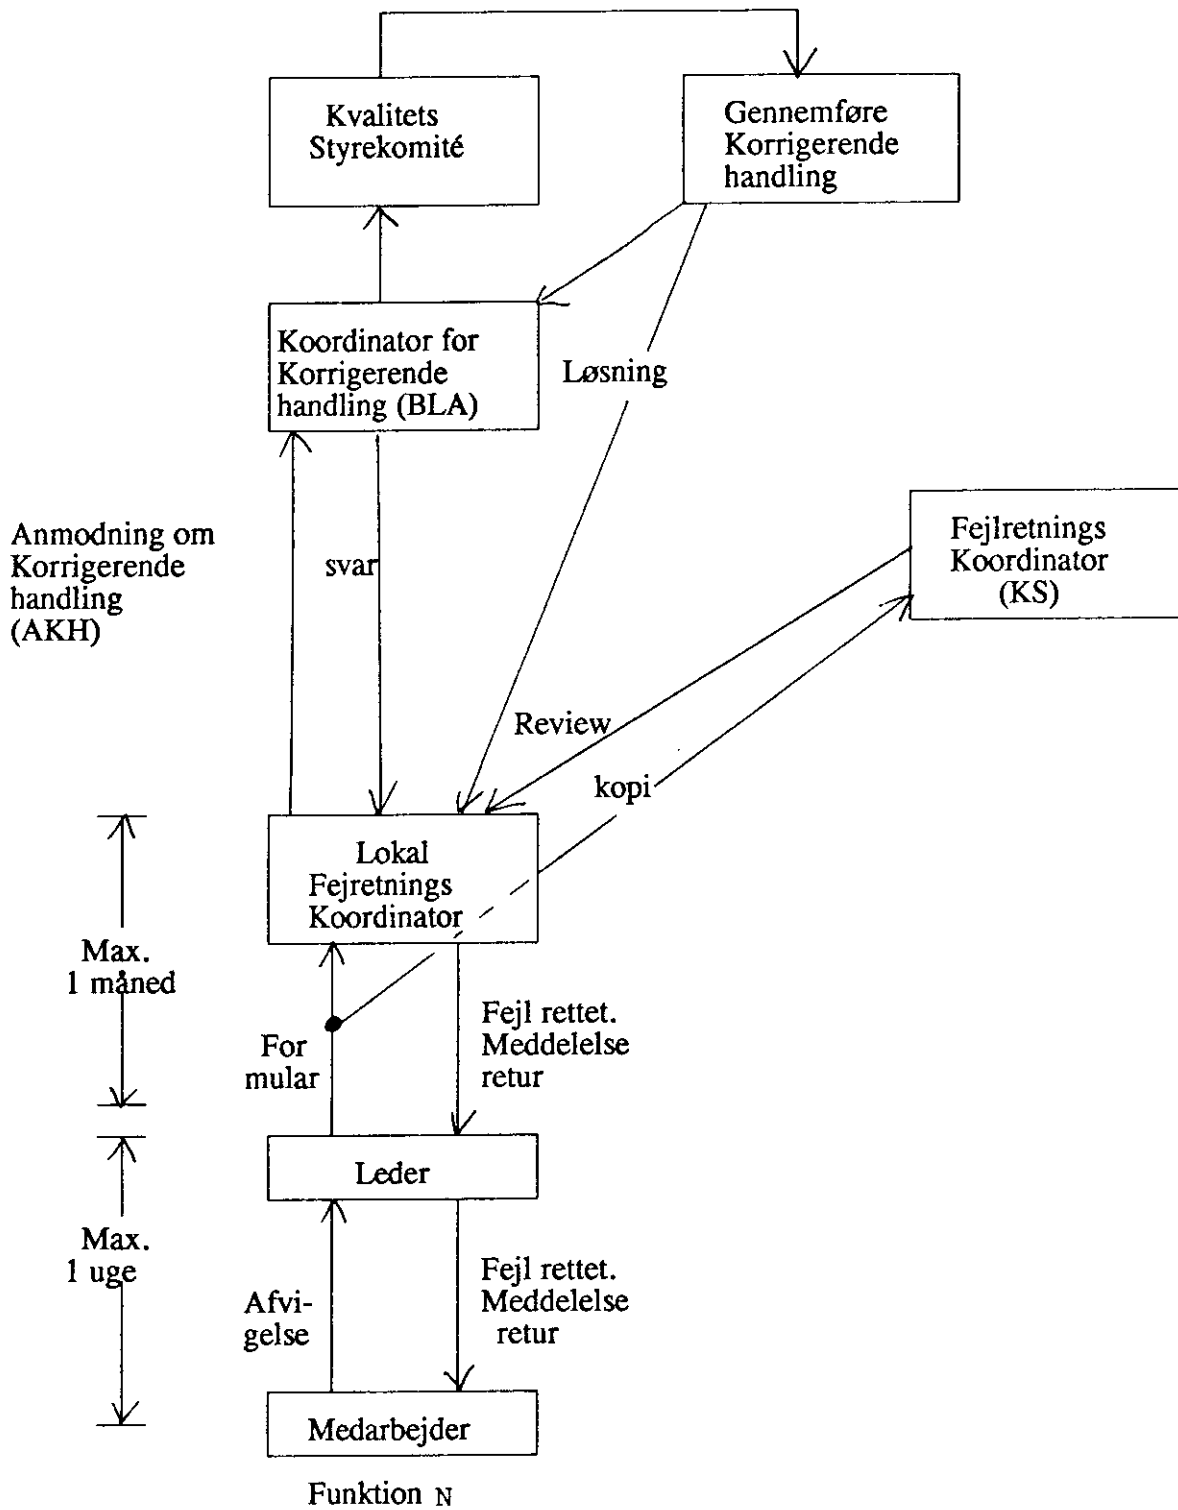 Kvalitets
Styrekomité
Gennemføre
Korrigerende
handling
Koordinator for
Korrigerende
handling (BLA)
Løsning
Anmodning om
Korrigerende
handling
(AKH)
svar
Fejlretnings
Koordinator
(KS)
Review
kopi
Lokal
Fejretnings
Koordinator
Max.
1 måned
For
mular
Fejl rettet.
Meddelelse
retur
Leder
Max.
1 uge
Afvi-
gelse
Fejl rettet.
Meddelelse
retur
Medarbejder
Funktion N